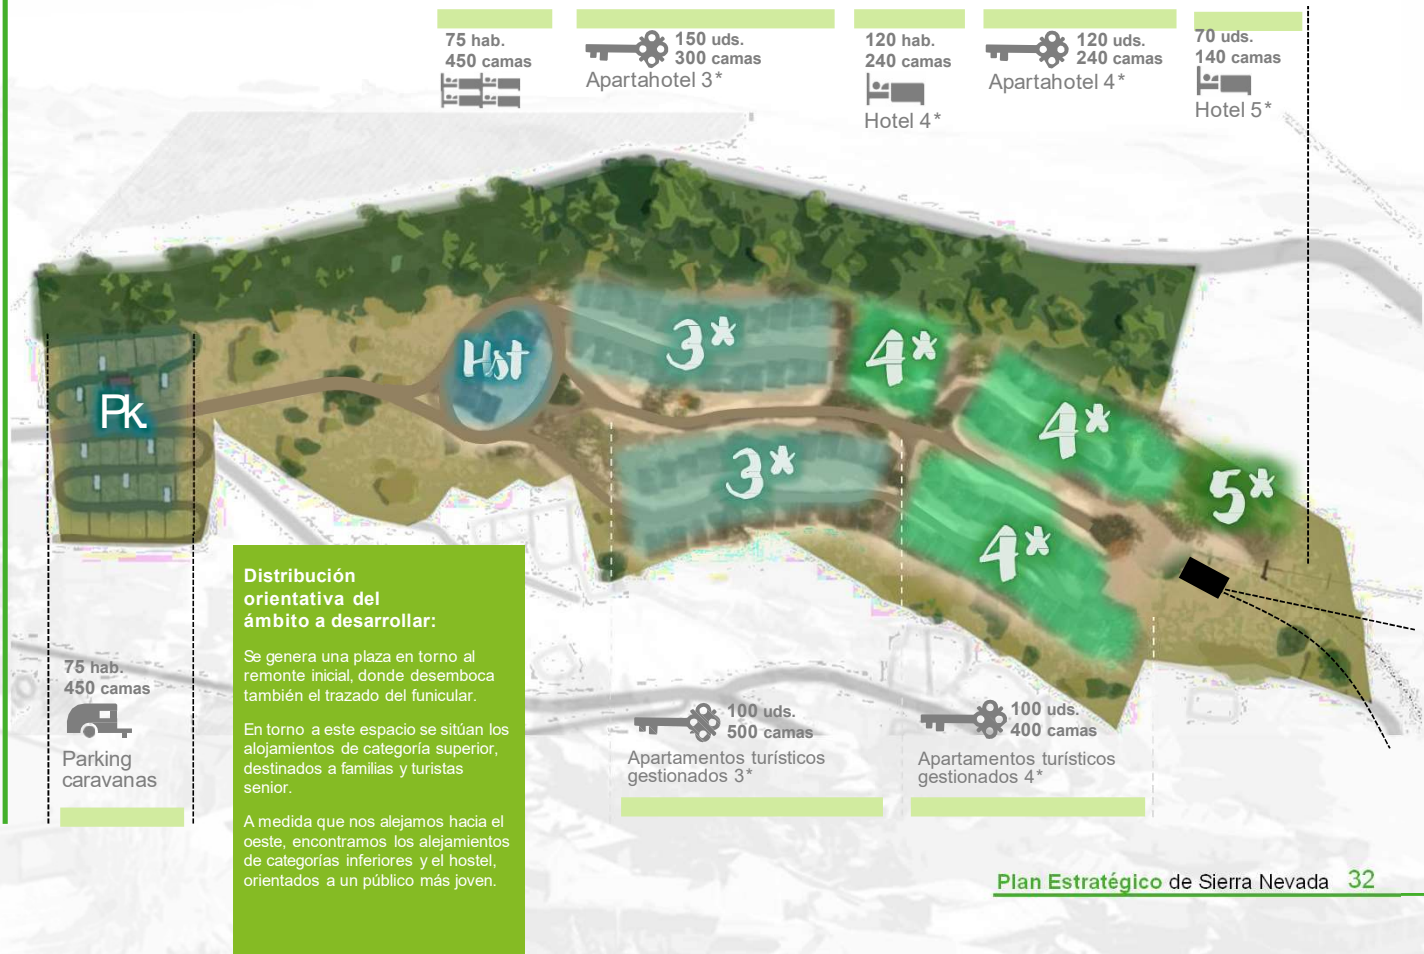 75 hab.
450 camas
150 uds.
300 camas
Apartahotel 3*
120 hab.
240 camas
Hotel 4*
120 uds.
240 camas
Apartahotel 4*
70 uds.
140 camas
Hotel 5*
Pk.
Hst
3*
4*
3*
4*
4*
5*
Distribución
orientativa del
ámbito a desarrollar:
Se genera una plaza en torno al
remonte inicial, donde desemboca
también el trazado del funicular.
En torno a este espacio se sitúan los
alojamientos de categoría superior,
destinados a familias y turistas
senior.
A medida que nos alejamos hacia el
oeste, encontramos los alejamientos
de categorías inferiores y el hostel,
orientados a un público más joven.
75 hab.
450 camas
Parking
caravanas
100 uds.
500 camas
Apartamentos turísticos
gestionados 3*
100 uds.
400 camas
Apartamentos turísticos
gestionados 4*
Plan Estratégico de Sierra Nevada 32